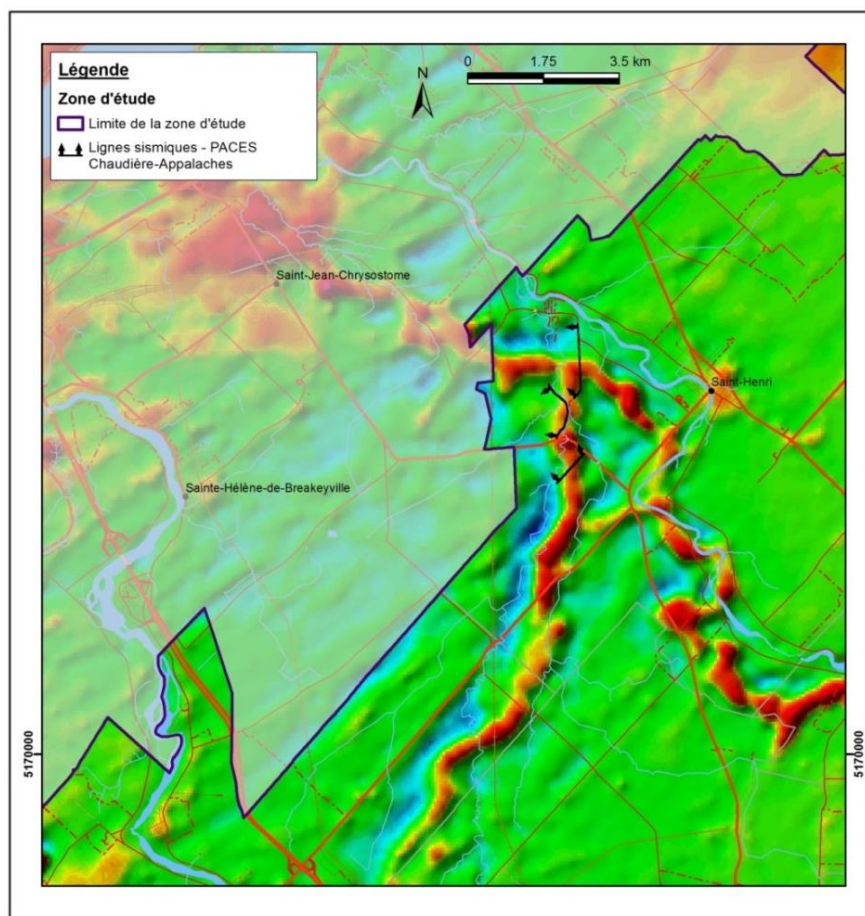 Légende
Zone d'étude
Limite de la zone d'étude
Lignes sismiques - PACES
Chaudière-Appalaches
N
0 1.75 3.5 km
Saint-Jean-Chrysostome
Saint-Henri
Sainte-Hélène-de-Breakeyville
5170000
5170000